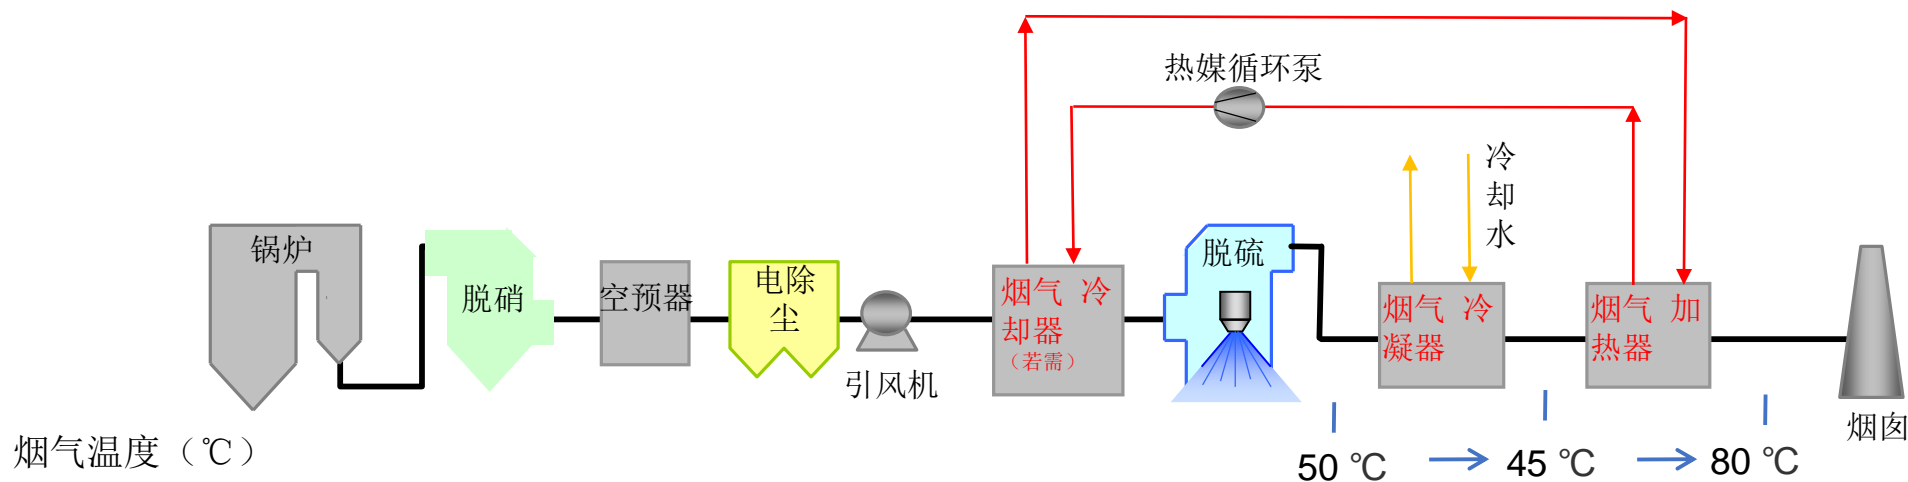 热媒循环泵
冷
却
水
锅炉
脱硝
空预器
电除
尘
引风机
烟气 冷
却器
（若需）
脱硫
烟气 冷
凝器
烟气 加
热器
烟囱
烟气温度（℃）
50 ℃
45 ℃
80 ℃